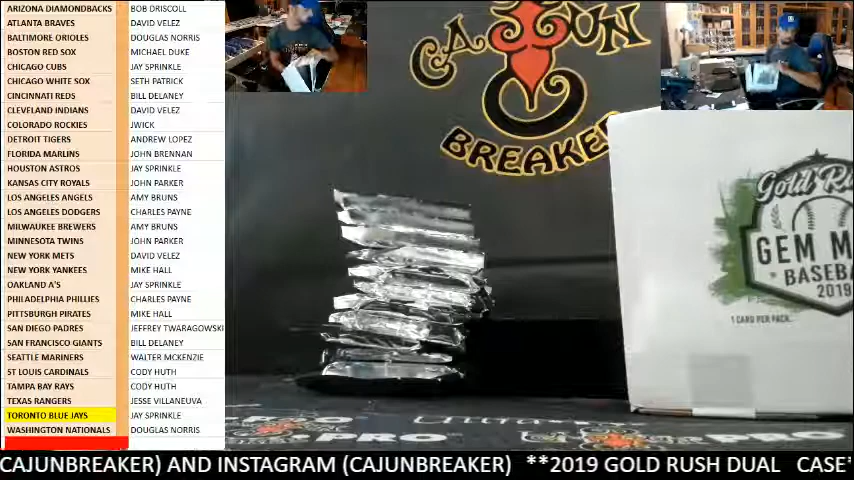 ARIZONA DIAMONDBACKS BOB DRISCOLL
ATLANTA BRAVES DAVID VELEZ
BALTIMORE ORIOLES DOUGLAS NORRIS
BOSTON RED SOX MICHAEL DUKE
CHICAGO CUBS JAY SPRINKLE
CHICAGO WHITE SOX SETH PATRICK
CINCINNATI REDS BILL DELANEY
CLEVELAND INDIANS DAVID VELEZ
COLORADO ROCKIES JWICK
DETROIT TIGERS ANDREW LOPEZ
FLORIDA MARLINS JOHN BRENNAN
HOUSTON ASTROS JAY SPRINKLE
KANSAS CITY ROYALS JOHN PARKER
LOS ANGELES ANGELS AMY BRUNS
LOS ANGELES DODGERS CHARLES PAYNE
MILWAUKEE BREWERS AMY BRUNS
MINNESOTA TWINS JOHN PARKER
NEW YORK METS DAVID VELEZ
NEW YORK YANKEES MIKE HALL
OAKLAND A'S JAY SPRINKLE
PHILADELPHIA PHILLIES CHARLES PAYNE
PITTSBURGH PIRATES MIKE HALL
SAN DIEGO PADRES JEFFREY TWARAGOWSKI
SAN FRANCISCO GIANTS BILL DELANEY
SEATTLE MARINERS WALTER MCKENZIE
ST LOUIS CARDINALS CODY HUTH
TAMPA BAY RAYS CODY HUTH
TEXAS RANGERS JESSE VILLANUEVA
TORONTO BLUE JAYS JAY SPRINKLE
WASHINGTON NATIONALS DOUGLAS NORRIS
CAJUN
BREAKE
Gold Ru
GEM M
BASEB
2019
1 CARD PER PACK.
PRO
PRO
CAJUNBREAKER) AND INSTAGRAM (CAJUNBREAKER) **2019 GOLD RUSH DUAL CASE